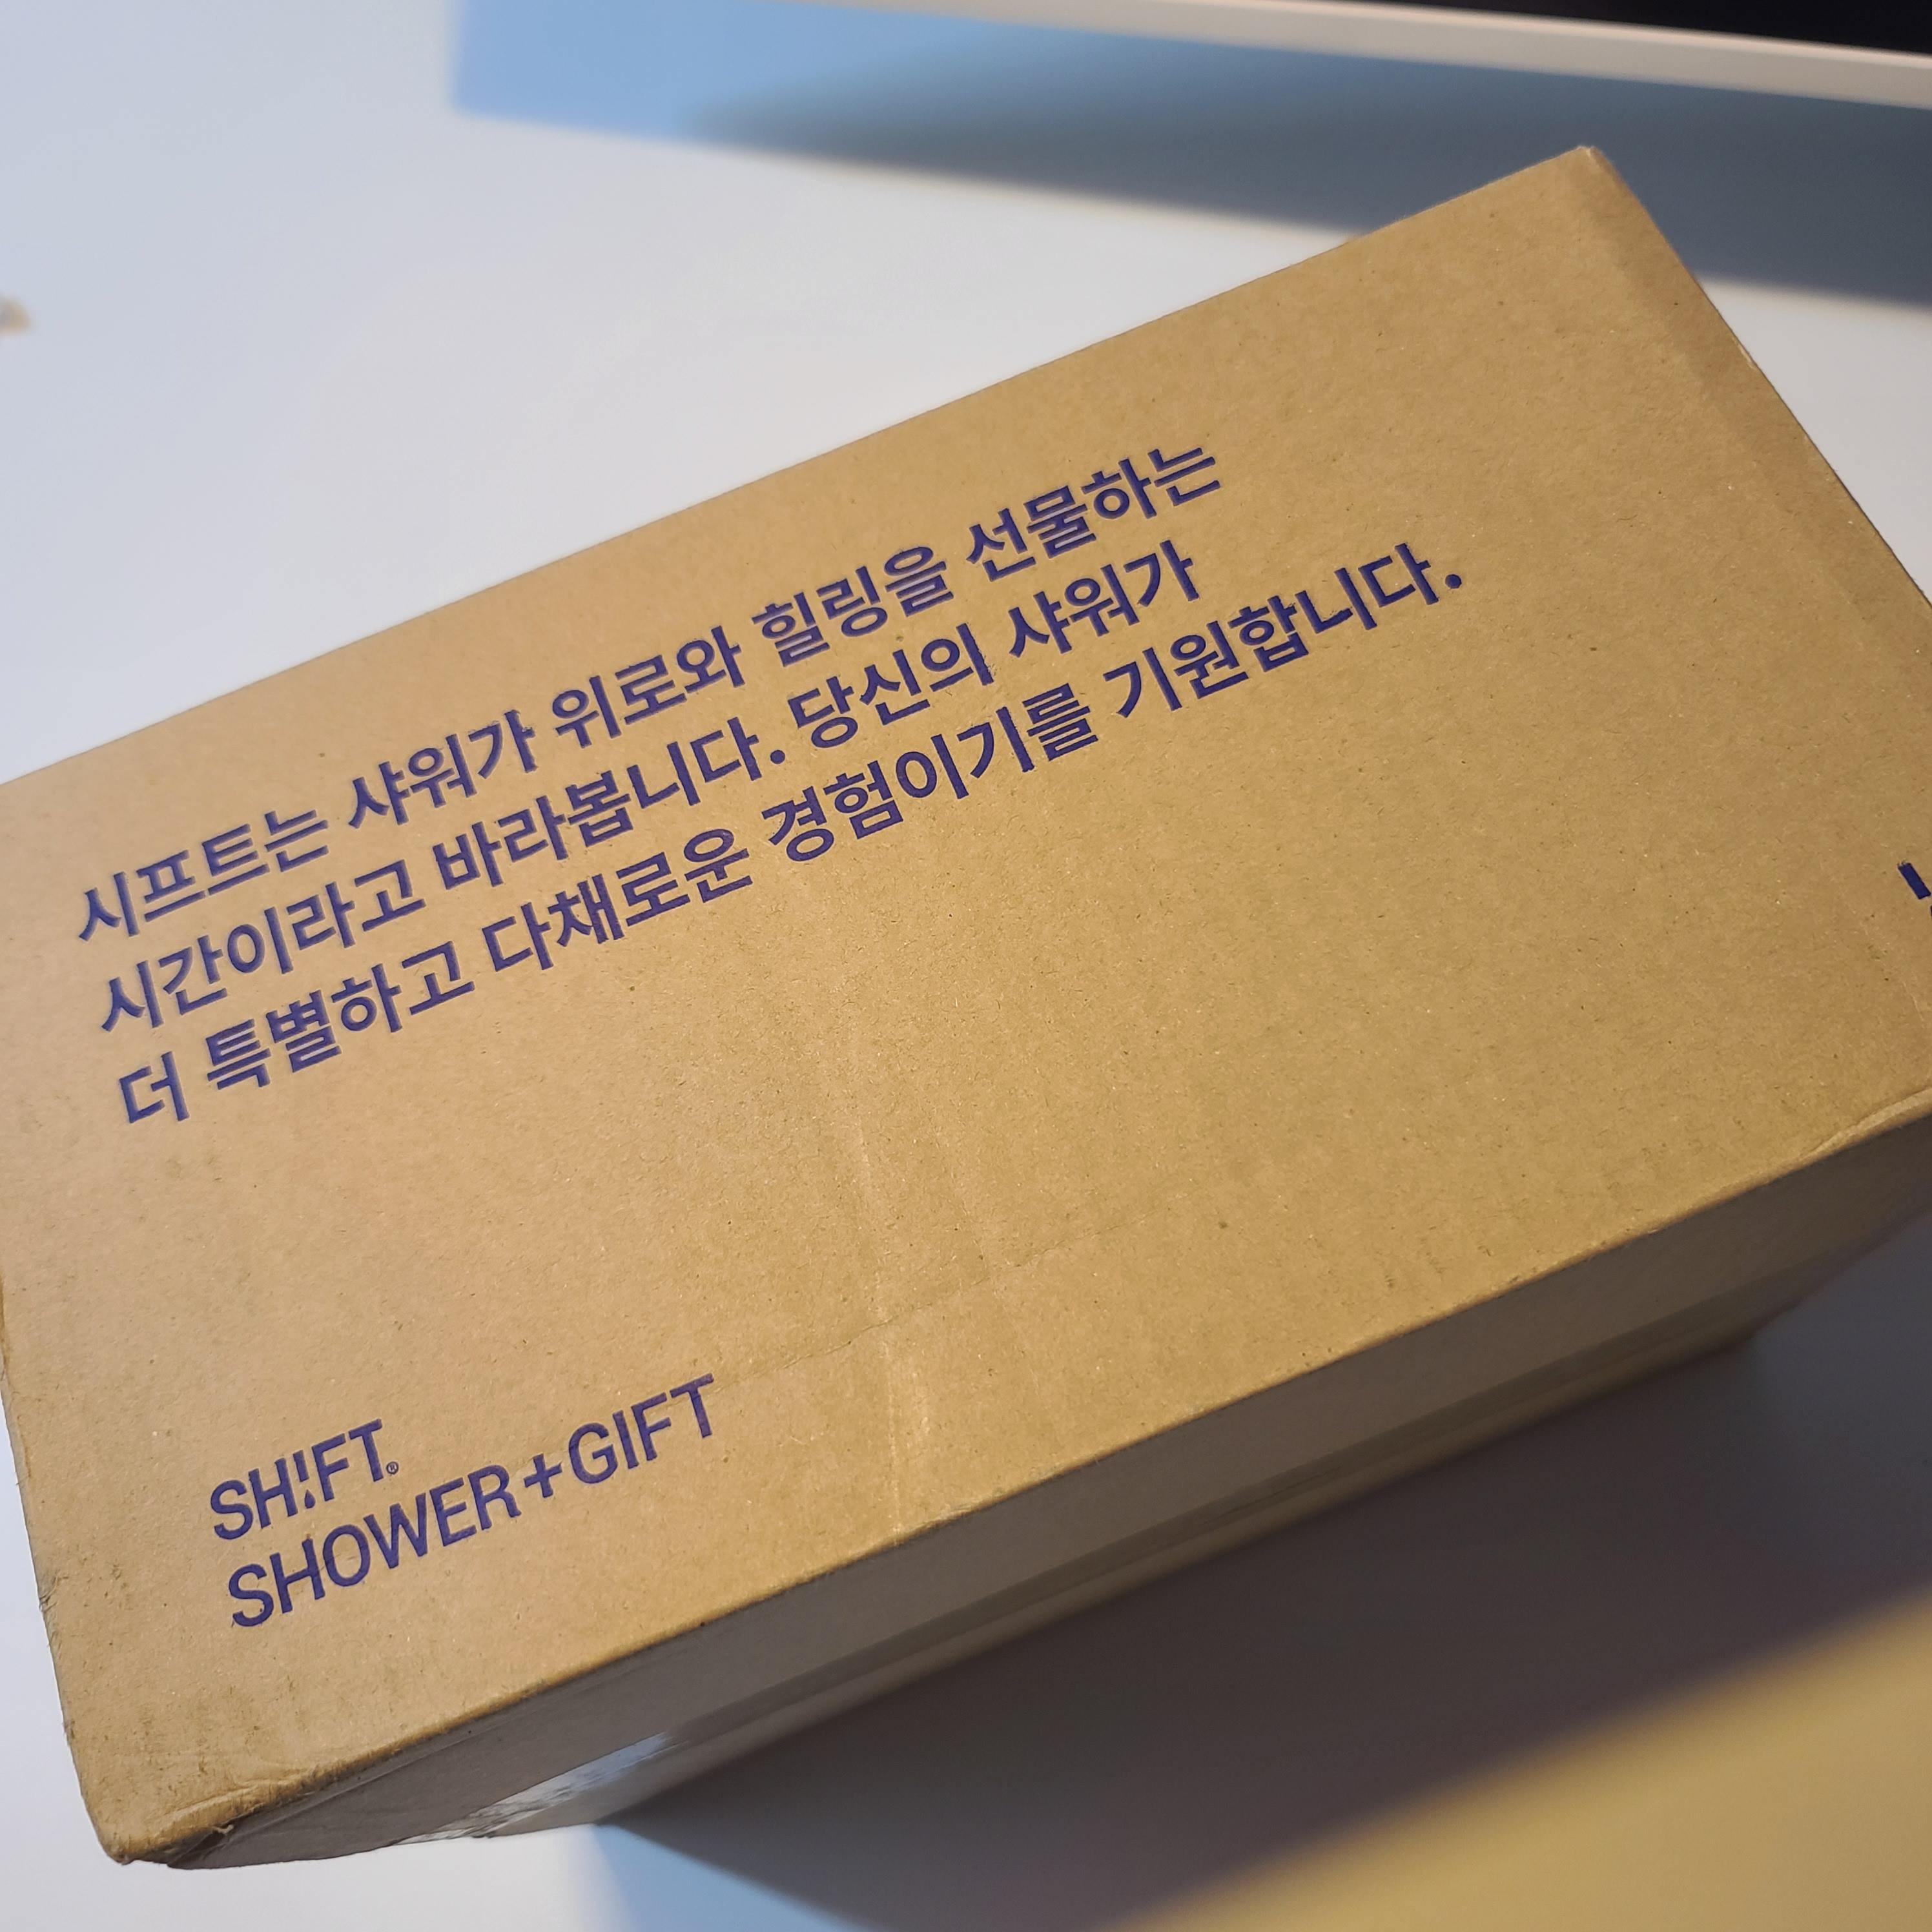 시프트는 샤워가 위로와 힐링을 선물하는
시간이라고 바라봅니다. 당신의 샤워가
더 특별하고 다채로운 경험이기를 기원합니다.
SH!FT®
SHOWER+GIFT